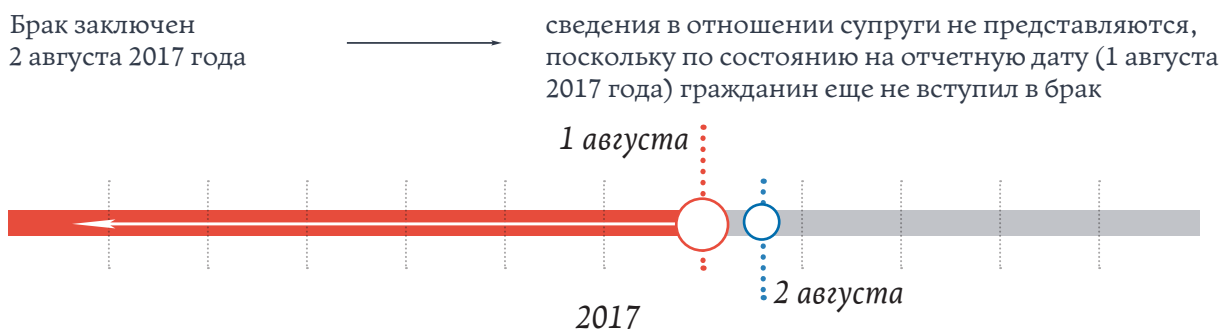 Брак заключен
2 августа 2017 года
сведения в отношении супруги не представляются,
поскольку по состоянию на отчетную дату (1 августа
2017 года) гражданин еще не вступил в брак
1 августа
2 августа
2017